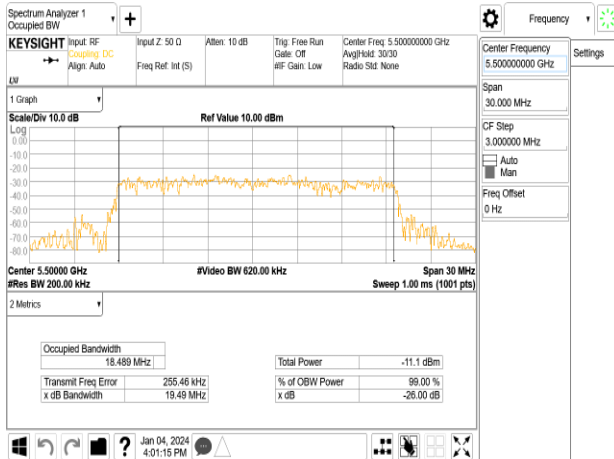 Spectrum Analyzer 1
Occupied BW
Frequency
KEYSIGHT
Input: RF
Coupling: DC
Align: Auto
Input Z: 50 Ω
Freq Ref: Int (S)
Atten: 10 dB
Trig: Free Run
Gate: Off
#IF Gain: Low
Center Freq: 5.500000000 GHz
Avg|Hold: 30/30
Radio Std: None
LXI
Center Frequency
5.500000000 GHz
Settings
Span
30.000 MHz
CF Step
3.000000 MHz
Auto
Man
Freq Offset
0 Hz
1 Graph
Scale/Div 10.0 dB
Ref Value 10.00 dBm
Log
0.00
-10.0
-20.0
-30.0
-40.0
-50.0
-60.0
-70.0
-80.0
Center 5.50000 GHz
#Video BW 620.00 kHz
Span 30 MHz
#Res BW 200.00 kHz
Sweep 1.00 ms (1001 pts)
2 Metrics
Occupied Bandwidth
18.489 MHz
Total Power -11.1 dBm
Transmit Freq Error 255.46 kHz
% of OBW Power 99.00 %
x dB Bandwidth 19.49 MHz
x dB -26.00 dB
?
Jan 04, 2024
4:01:15 PM